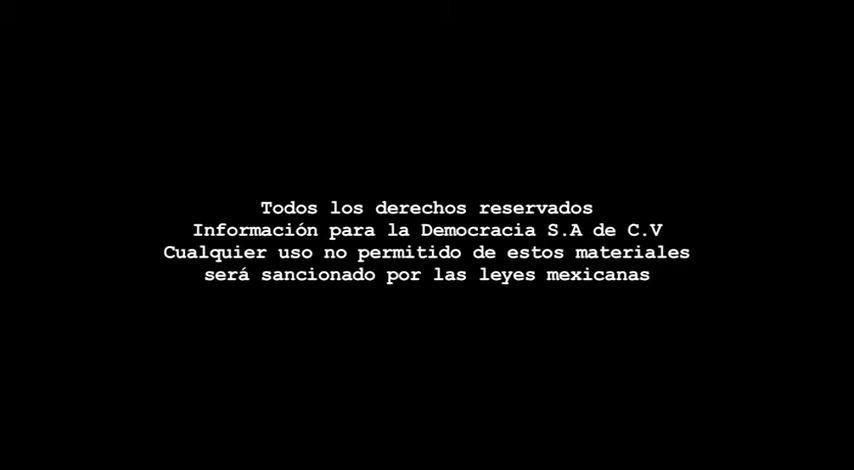 Todos los derechos reservados
Información para la Democracia S.A de C.V
Cualquier uso no permitido de estos materiales
será sancionado por las leyes mexicanas